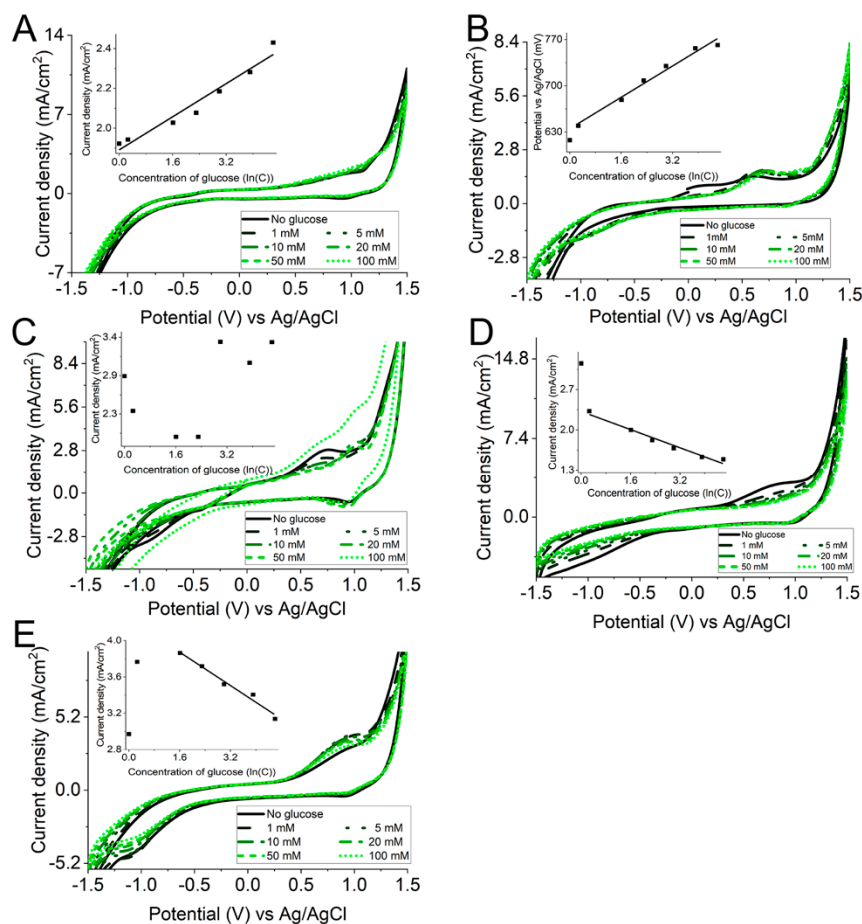 A
14
7
0
-7
Current density (mA/cm²)
2.4
2.2
2.0
Current density (mA/cm²)
0.0 1.6 3.2
Concentration of glucose (ln(C))
No glucose
1 mM 5 mM
10 mM 20 mM
50 mM 100 mM
-1.5 -1.0 -0.5 0.0 0.5 1.0 1.5
Potential (V) vs Ag/AgCl
B
8.4
5.6
2.8
0.0
-2.8
Current density (mA/cm²)
770
700
630
Potential vs Ag/AgCl (mV)
0.0 1.6 3.2
Concentration of glucose (ln(C))
No glucose
1mM 5mM
10 mM 20 mM
50 mM 100 mM
-1.5 -1.0 -0.5 0.0 0.5 1.0 1.5
Potential (V) vs Ag/AgCl
C
8.4
5.6
2.8
0.0
-2.8
Current density (mA/cm²)
3.4
2.9
2.3
Current density (mA/cm²)
0.0 1.6 3.2
Concentration of glucose (ln(C))
No glucose
1 mM 5 mM
10 mM 20 mM
50 mM 100 mM
-1.5 -1.0 -0.5 0.0 0.5 1.0 1.5
Potential (V) vs Ag/AgCl
D
14.8
7.4
0.0
Current density (mA/cm²)
2.7
2.0
1.3
Current density (mA/cm²)
0.0 1.6 3.2
Concentration of glucose (ln(C))
No glucose
1 mM 5 mM
10 mM 20 mM
50 mM 100 mM
-1.5 -1.0 -0.5 0.0 0.5 1.0 1.5
Potential (V) vs Ag/AgCl
E
5.2
0.0
-5.2
Current density (mA/cm²)
4.0
3.6
3.2
2.8
Current density (mA/cm²)
0.0 1.6 3.2
Concentration of glucose (ln(C))
No glucose
1 mM 5 mM
10 mM 20 mM
50 mM 100 mM
-1.5 -1.0 -0.5 0.0 0.5 1.0 1.5
Potential (V) vs Ag/AgCl